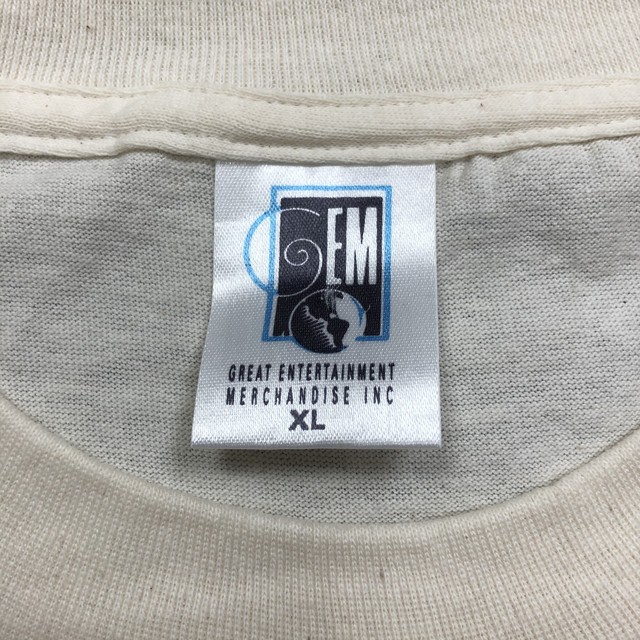 GEM
GREAT ENTERTAINMENT
MERCHANDISE INC
XL